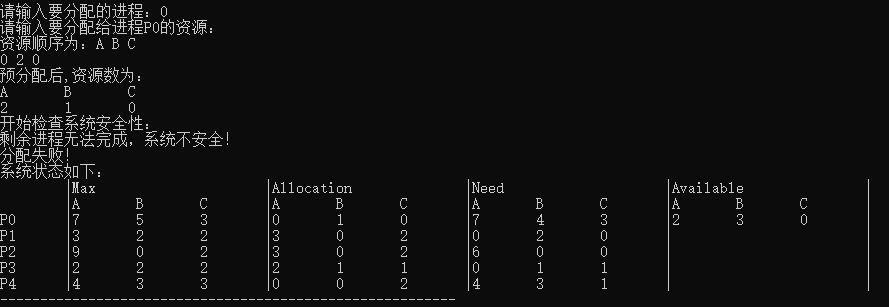 请输入要分配的进程：0
请输入要分配给进程P0的资源：
资源顺序为：A B C
0 2 0
预分配后,资源数为：
A B C
2 1 0
开始检查系统安全性：
剩余进程无法完成，系统不安全！
分配失败！
系统状态如下：
|Max |Allocation |Need |Available |
|A B C |A B C |A B C |A B C |
P0 |7 5 3 |0 1 0 |7 4 3 |2 3 0 |
P1 |3 2 2 |3 0 2 |0 2 0 | |
P2 |9 0 2 |3 0 2 |6 0 0 | |
P3 |2 2 2 |2 1 1 |0 1 1 | |
P4 |4 3 3 |0 0 2 |4 3 1 | |
---------------------------------------------------------